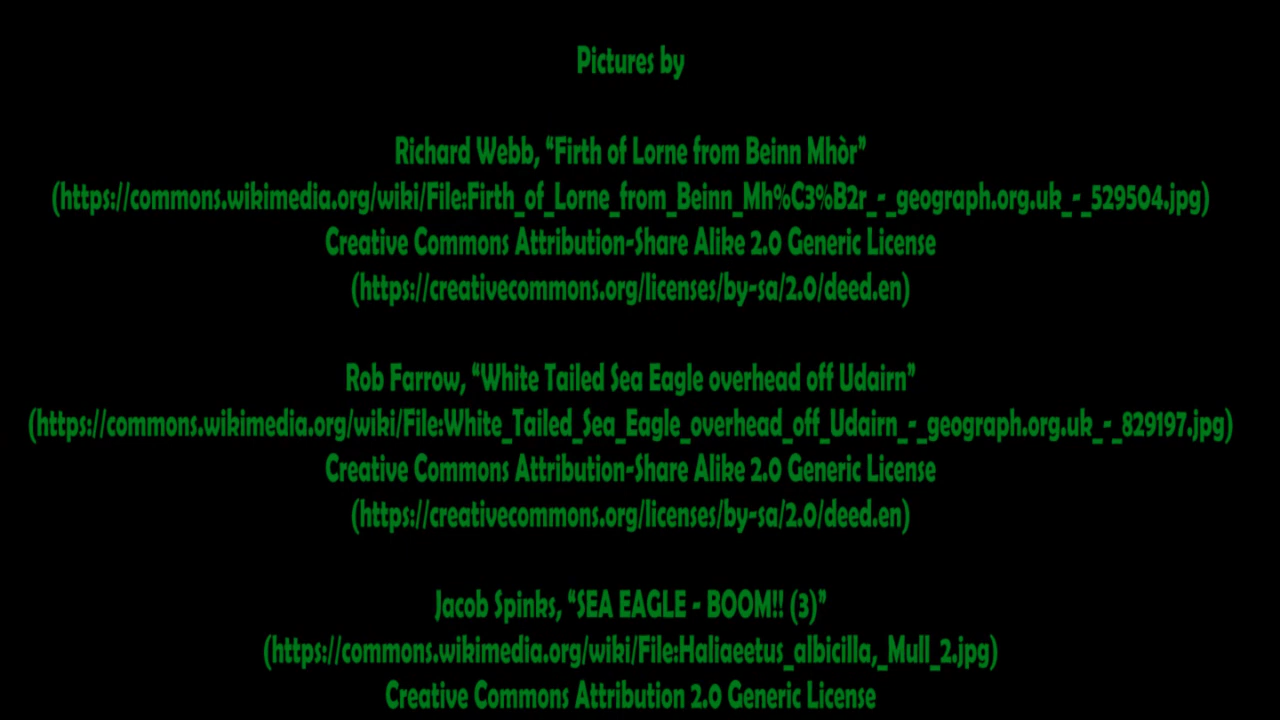 Pictures by
Richard Webb, “Firth of Lorne from Beinn Mhòr”
(https://commons.wikimedia.org/wiki/File:Firth_of_Lorne_from_Beinn_Mh%C3%B2r_-_geograph.org.uk_-_529504.jpg)
Creative Commons Attribution-Share Alike 2.0 Generic License
(https://creativecommons.org/licenses/by-sa/2.0/deed.en)
Rob Farrow, “White Tailed Sea Eagle overhead off Udairn”
(https://commons.wikimedia.org/wiki/File:White_Tailed_Sea_Eagle_overhead_off_Udairn_-_geograph.org.uk_-_829197.jpg)
Creative Commons Attribution-Share Alike 2.0 Generic License
(https://creativecommons.org/licenses/by-sa/2.0/deed.en)
Jacob Spinks, “SEA EAGLE - BOOM!! (3)”
(https://commons.wikimedia.org/wiki/File:Haliaeetus_albicilla,_Mull_2.jpg)
Creative Commons Attribution 2.0 Generic License